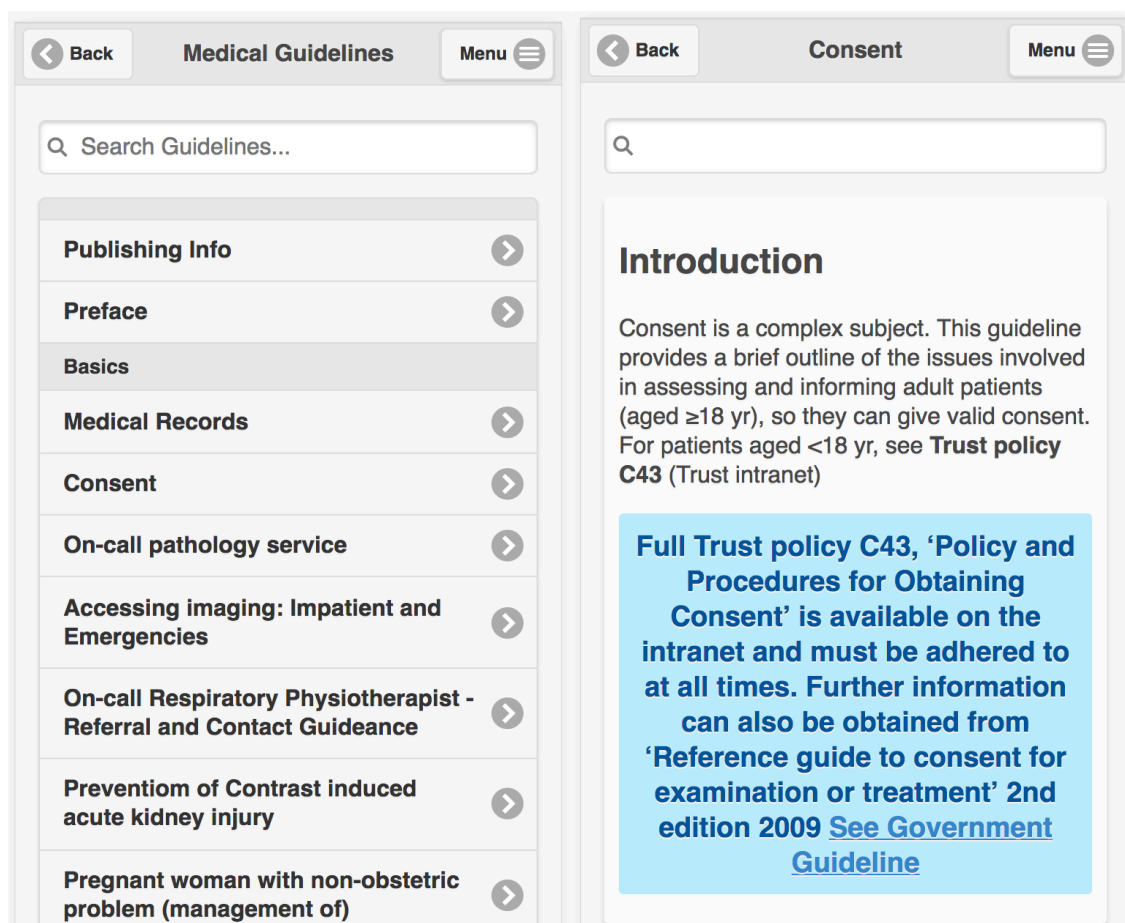 Back
Medical Guidelines
Menu
Search Guidelines...
Publishing Info
Preface
Basics
Medical Records
Consent
On-call pathology service
Accessing imaging: Impatient and
Emergencies
On-call Respiratory Physiotherapist -
Referral and Contact Guideance
Preventiom of Contrast induced
acute kidney injury
Pregnant woman with non-obstetric
problem (management of)
Back
Consent
Menu
Introduction
Consent is a complex subject. This guideline
provides a brief outline of the issues involved
in assessing and informing adult patients
(aged ≥18 yr), so they can give valid consent.
For patients aged <18 yr, see Trust policy
C43 (Trust intranet)
Full Trust policy C43, ‘Policy and
Procedures for Obtaining
Consent’ is available on the
intranet and must be adhered to
at all times. Further information
can also be obtained from
‘Reference guide to consent for
examination or treatment’ 2nd
edition 2009 See Government
Guideline